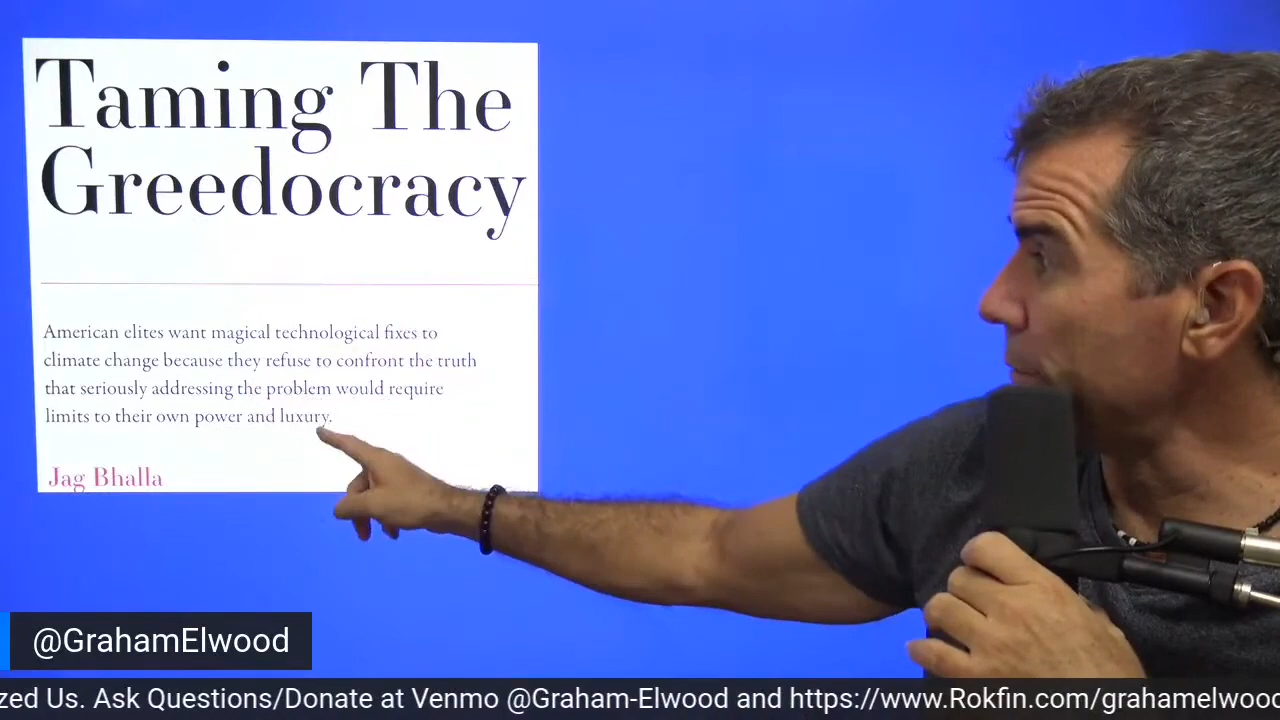 Taming The
Greedocracy
American elites want magical technological fixes to
climate change because they refuse to confront the truth
that seriously addressing the problem would require
limits to their own power and luxury.
Jag Bhalla
@GrahamElwood
zed Us. Ask Questions/Donate at Venmo @Graham-Elwood and https://www.Rokfin.com/grahamelwood